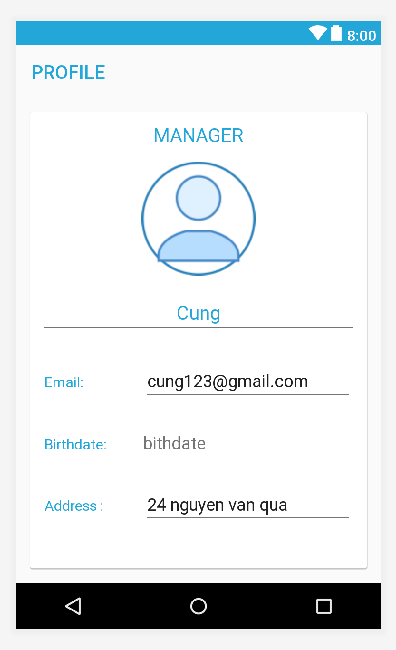 8:00
PROFILE
MANAGER
Cung
Email: cung123@gmail.com
Birthdate: bithdate
Address : 24 nguyen van qua